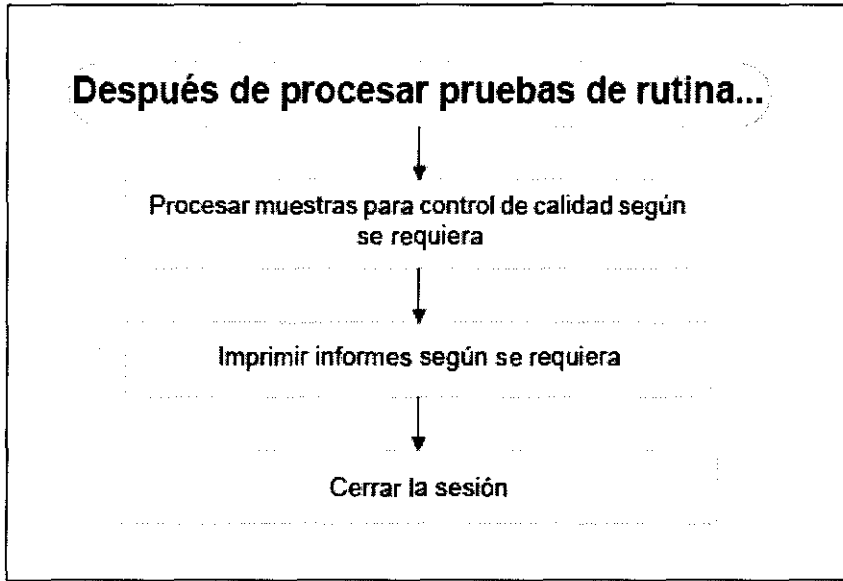 Después de procesar pruebas de rutina...
Procesar muestras para control de calidad según
se requiera
Imprimir informes según se requiera
Cerrar la sesión